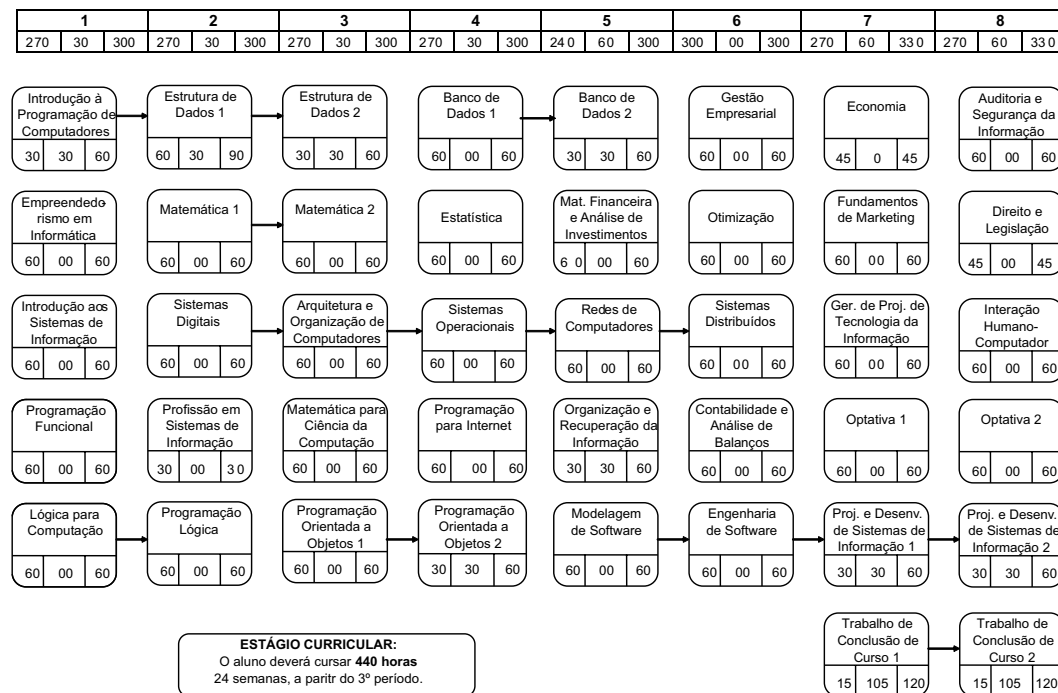 1 2 3 4 5 6 7 8
270 30 300 270 30 300 270 30 300 270 30 300 24 0 60 300 300 00 300 270 60 33 0 270 60 33 0
Introdução à
Programação de
Computadores
30 30 60
Estrutura de
Dados 1
60 30 90
Estrutura de
Dados 2
30 30 60
Banco de
Dados 1
60 00 60
Banco de
Dados 2
30 30 60
Gestão
Empresarial
60 00 60
Economia
45 0 45
Auditoria e
Segurança da
Informação
60 00 60
Empreendedo-
rismo em
Informática
60 00 60
Matemática 1
60 00 60
Matemática 2
60 00 60
Estatística
60 00 60
Mat. Financeira
e Análise de
Investimentos
6 0 00 60
Otimização
60 00 60
Fundamentos
de Marketing
60 00 60
Direito e
Legislação
45 00 45
Introdução aos
Sistemas de
Informação
60 00 60
Sistemas
Digitais
60 00 60
Arquitetura e
Organização de
Computadores
60 00 60
Sistemas
Operacionais
60 00 60
Redes de
Computadores
60 00 60
Sistemas
Distribuídos
60 00 60
Ger. de Proj. de
Tecnologia da
Informação
60 00 60
Interação
Humano-
Computador
60 00 60
Programação
Funcional
60 00 60
Profissão em
Sistemas de
Informação
30 00 3 0
Matemática para
Ciência da
Computação
60 00 60
Programação
para Internet
60 00 60
Organização e
Recuperação da
Informação
30 30 60
Contabilidade e
Análise de
Balanços
60 00 60
Optativa 1
60 00 60
Optativa 2
60 00 60
Lógica para
Computação
60 00 60
Programação
Lógica
60 00 60
Programação
Orientada a
Objetos 1
60 00 60
Programação
Orientada a
Objetos 2
30 30 60
Modelagem
de Software
60 00 60
Engenharia
de Software
60 00 60
Proj. e Desenv.
de Sistemas de
Informação 1
30 30 60
Proj. e Desenv.
de Sistemas de
Informação 2
30 30 60
Trabalho de
Conclusão de
Curso 1
15 105 120
Trabalho de
Conclusão de
Curso 2
15 105 120
ESTÁGIO CURRICULAR:
O aluno deverá cursar 440 horas
24 semanas, a paritr do 3º período.